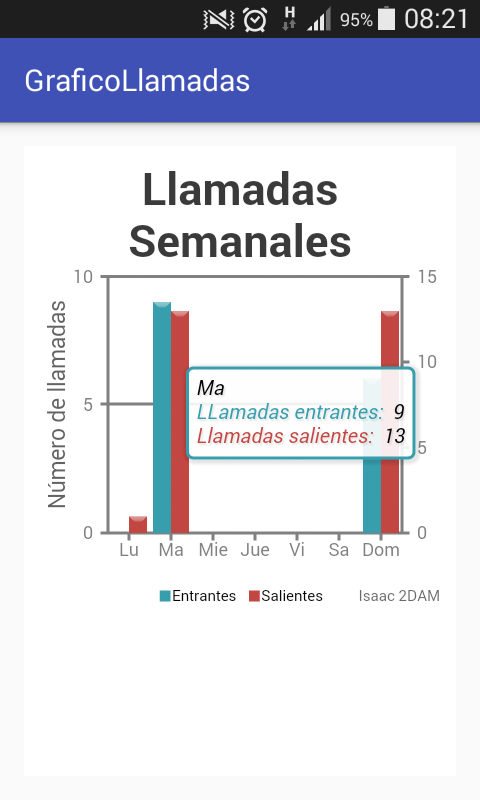 H 95% 08:21
GraficoLlamadas
Llamadas
Semanales
10 15
10
5
5
0 0
Número de llamadas
Ma
LLamadas entrantes: 9
Llamadas salientes: 13
Lu Ma Mie Jue Vi Sa Dom
Entrantes Salientes Isaac 2DAM